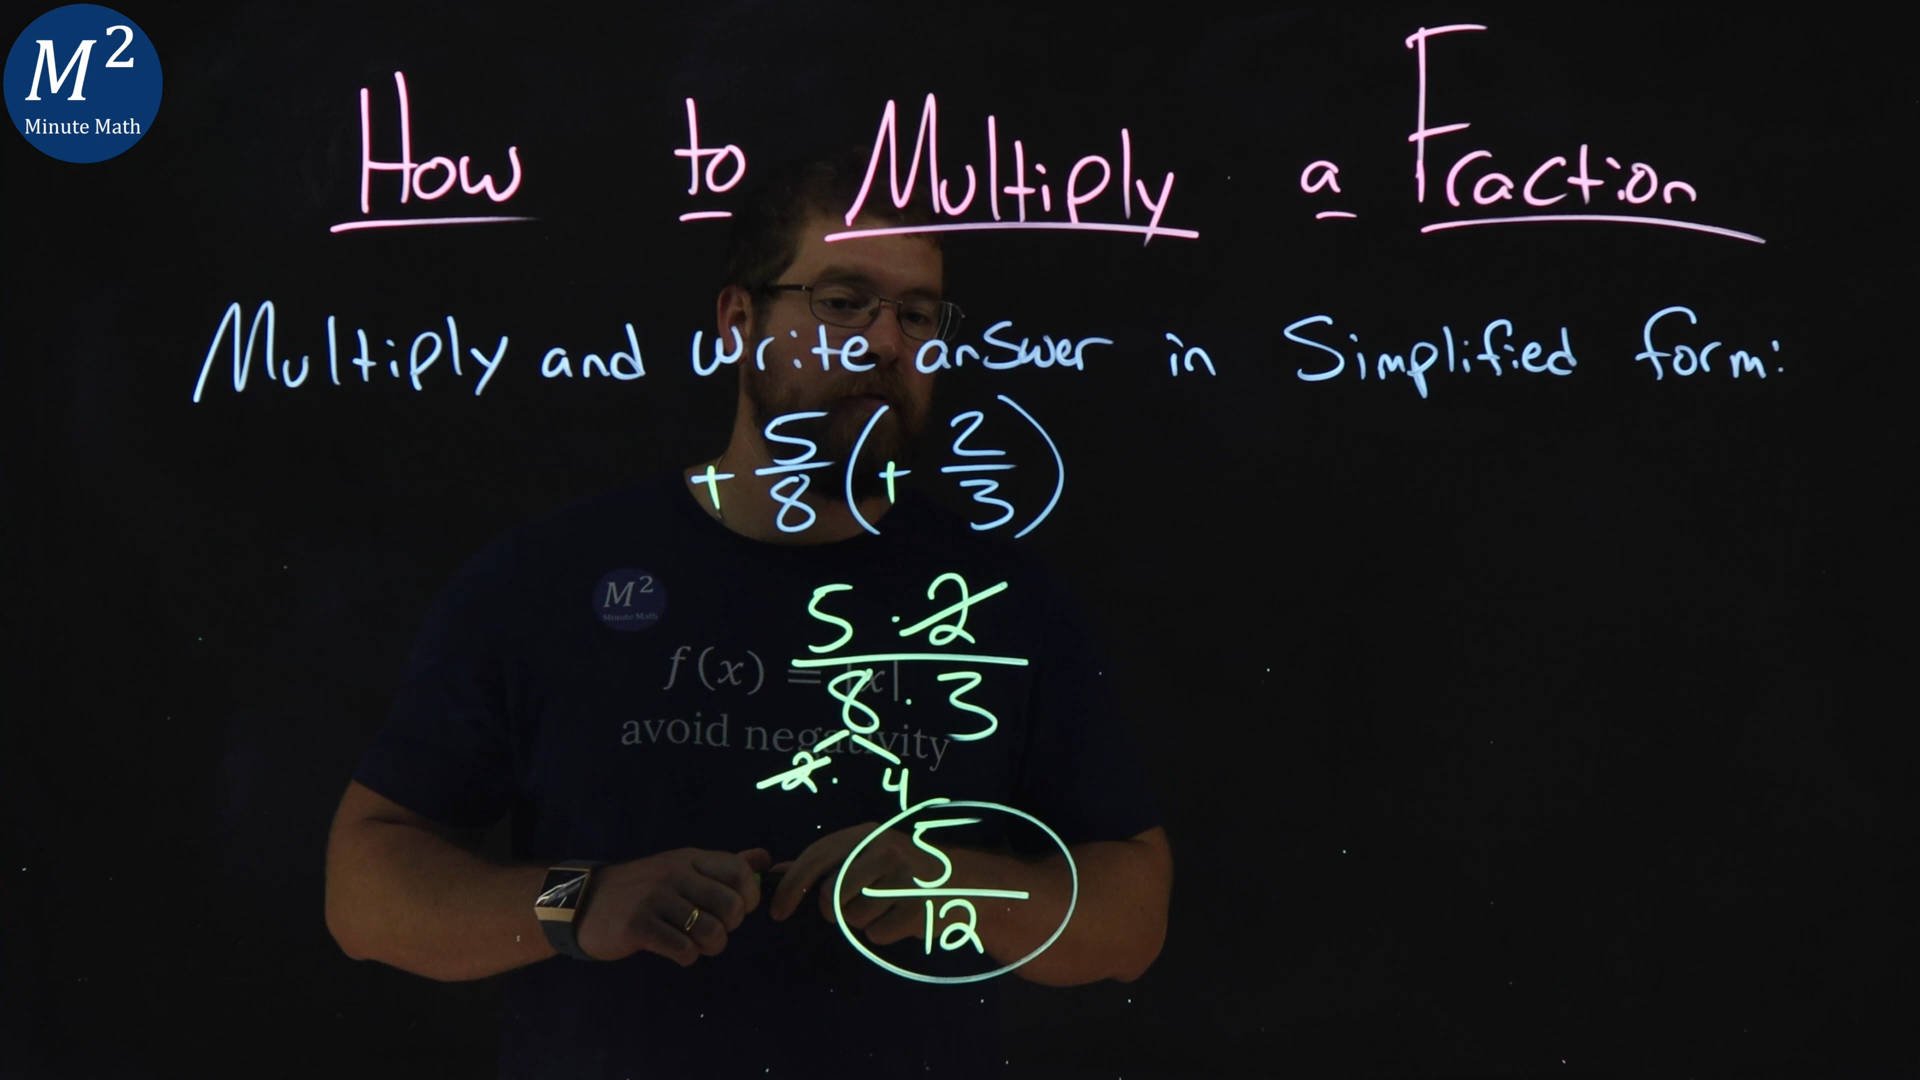 M²
Minute Math
How to Multiply a Fraction
Multiply and write answer in Simplified form:
+ 5/8 (+ 2/3)
M²
Minute Math
5 · 2
8 · 3
f(x) = |x|
avoid negativity
2 · 4
5/12